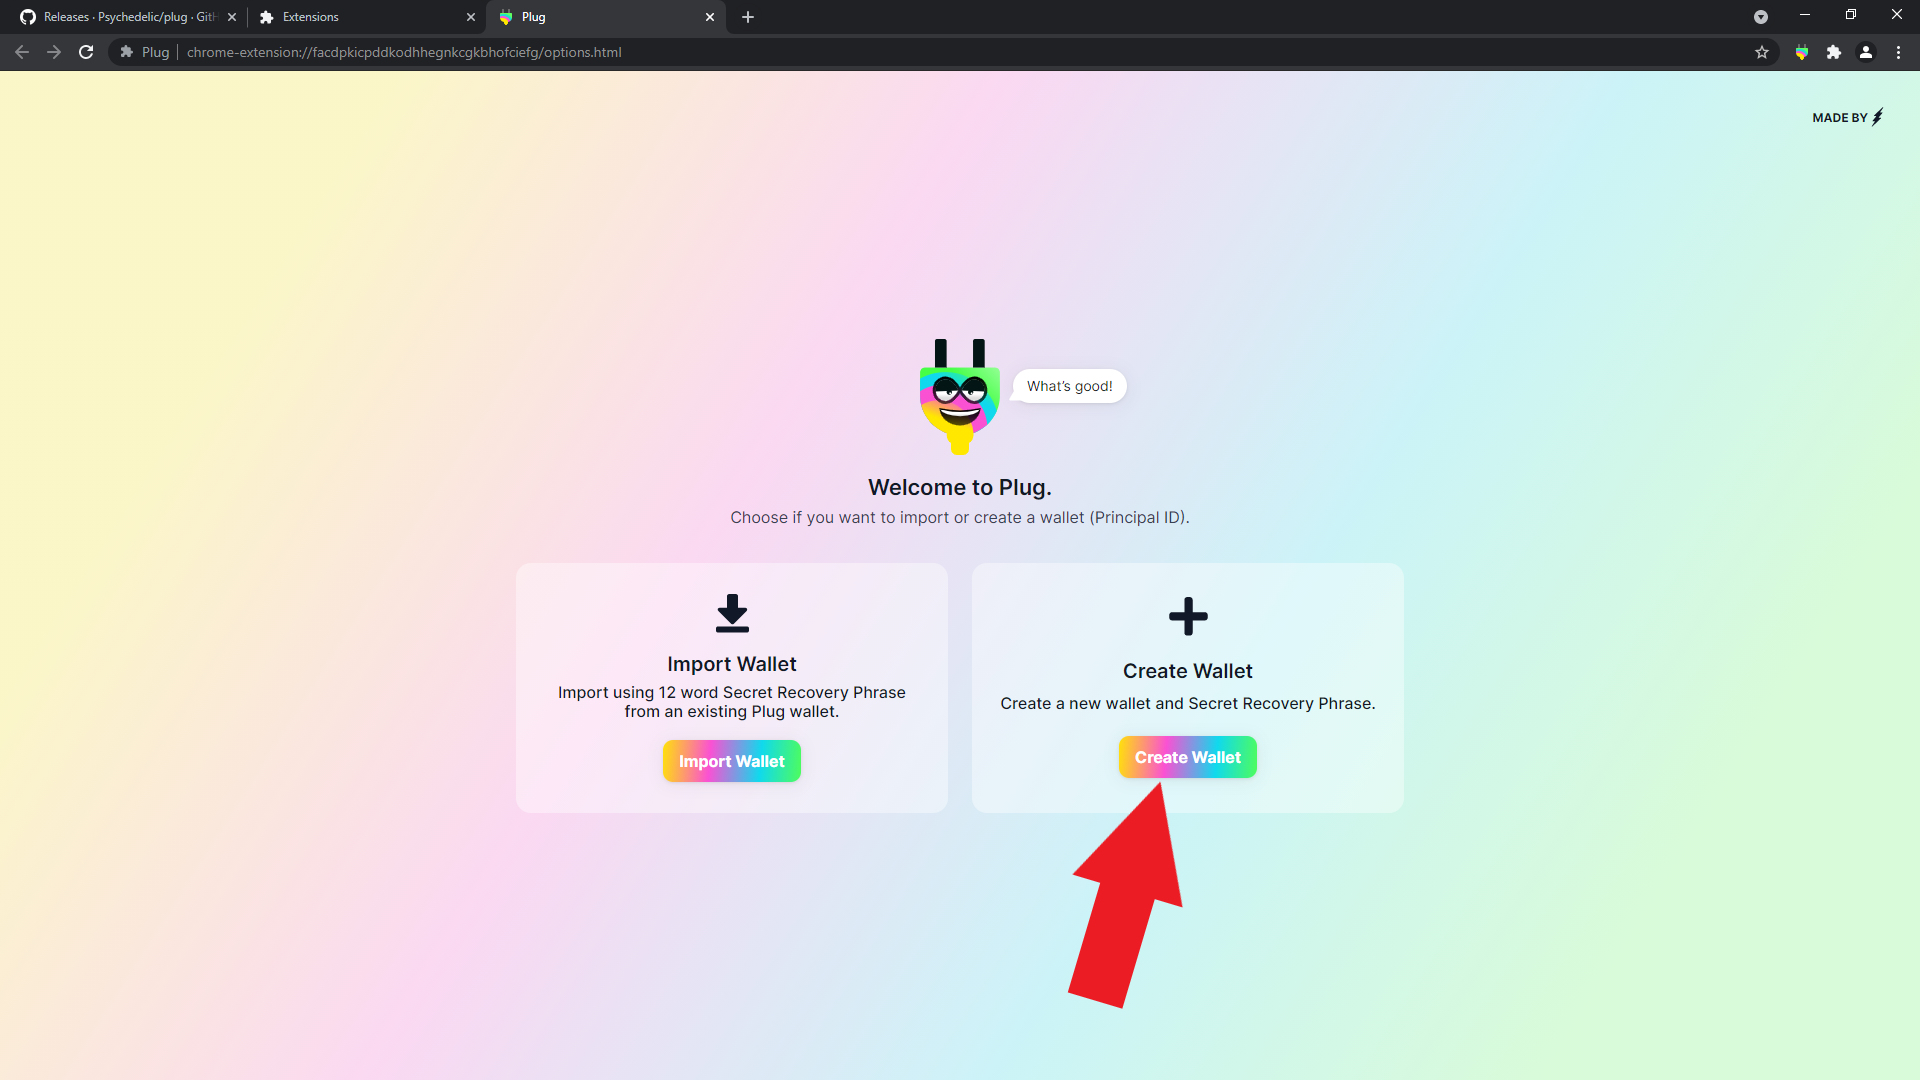 Releases · Psychedelic/plug · GitH
Extensions
Plug
Plug
chrome-extension://facdpkicpddkodhhegnkcgkbhofciefg/options.html
MADE BY
What's good!
Welcome to Plug.
Choose if you want to import or create a wallet (Principal ID).
Import Wallet
Import using 12 word Secret Recovery Phrase
from an existing Plug wallet.
Import Wallet
Create Wallet
Create a new wallet and Secret Recovery Phrase.
Create Wallet